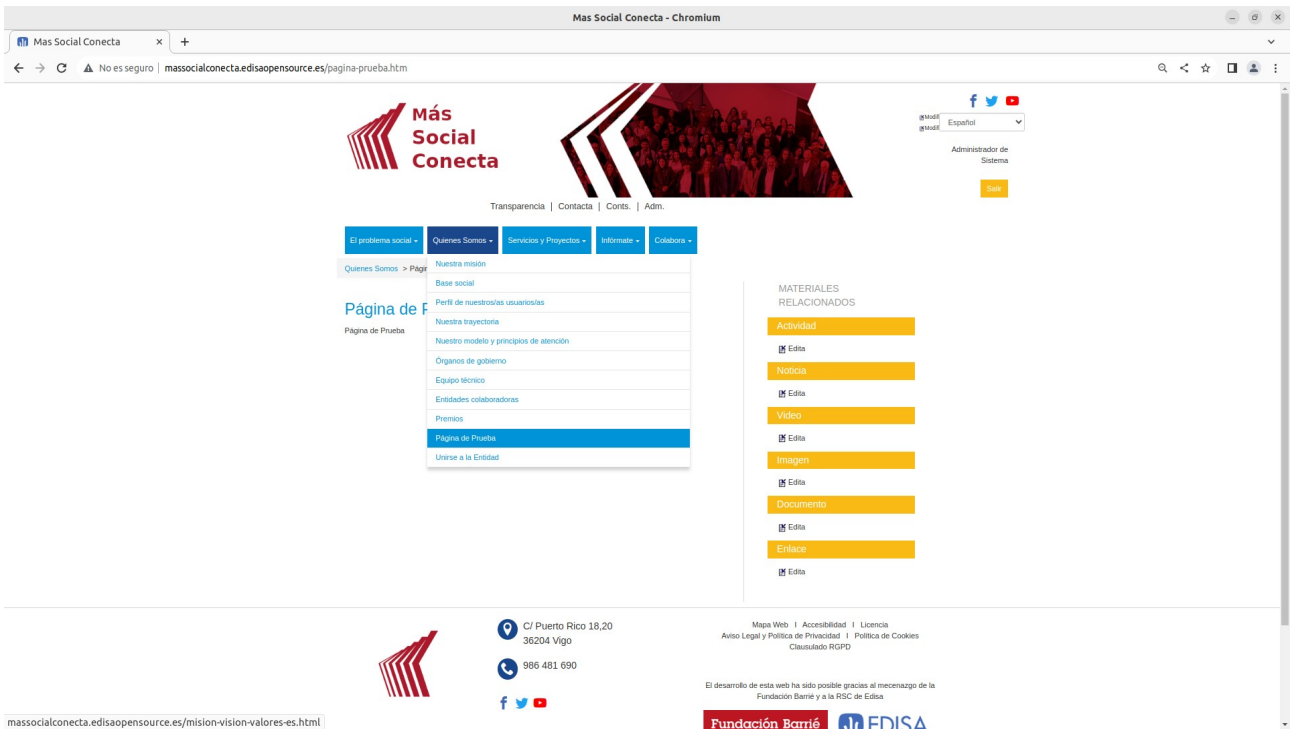 Mas Social Conecta - Chromium
Mas Social Conecta
No es seguro | massocialconecta.edisaopensource.es/pagina-prueba.htm
Más
Social
Conecta
Modif
Modif
Español
Administrador de
Sistema
Salir
Transparencia | Contacta | Conts. | Adm.
El problema social
Quienes Somos
Servicios y Proyectos
Infórmate
Colabora
Quienes Somos > Págir
Nuestra misión
Base social
Perfil de nuestros/as usuarios/as
Nuestra trayectoria
Nuestro modelo y principios de atención
Órganos de gobierno
Equipo técnico
Entidades colaboradoras
Premios
Página de Prueba
Unirse a la Entidad
Página de P
Página de Prueba
MATERIALES
RELACIONADOS
Actividad
Edita
Noticia
Edita
Video
Edita
Imagen
Edita
Documento
Edita
Enlace
Edita
C/ Puerto Rico 18,20
36204 Vigo
986 481 690
Mapa Web | Accesibilidad | Licencia
Aviso Legal y Política de Privacidad | Política de Cookies
Clausulado RGPD
El desarrollo de esta web ha sido posible gracias al mecenazgo de la
Fundación Barrié y a la RSC de Edisa
Fundación Barrié
EDISA
massocialconecta.edisaopensource.es/mision-vision-valores-es.html